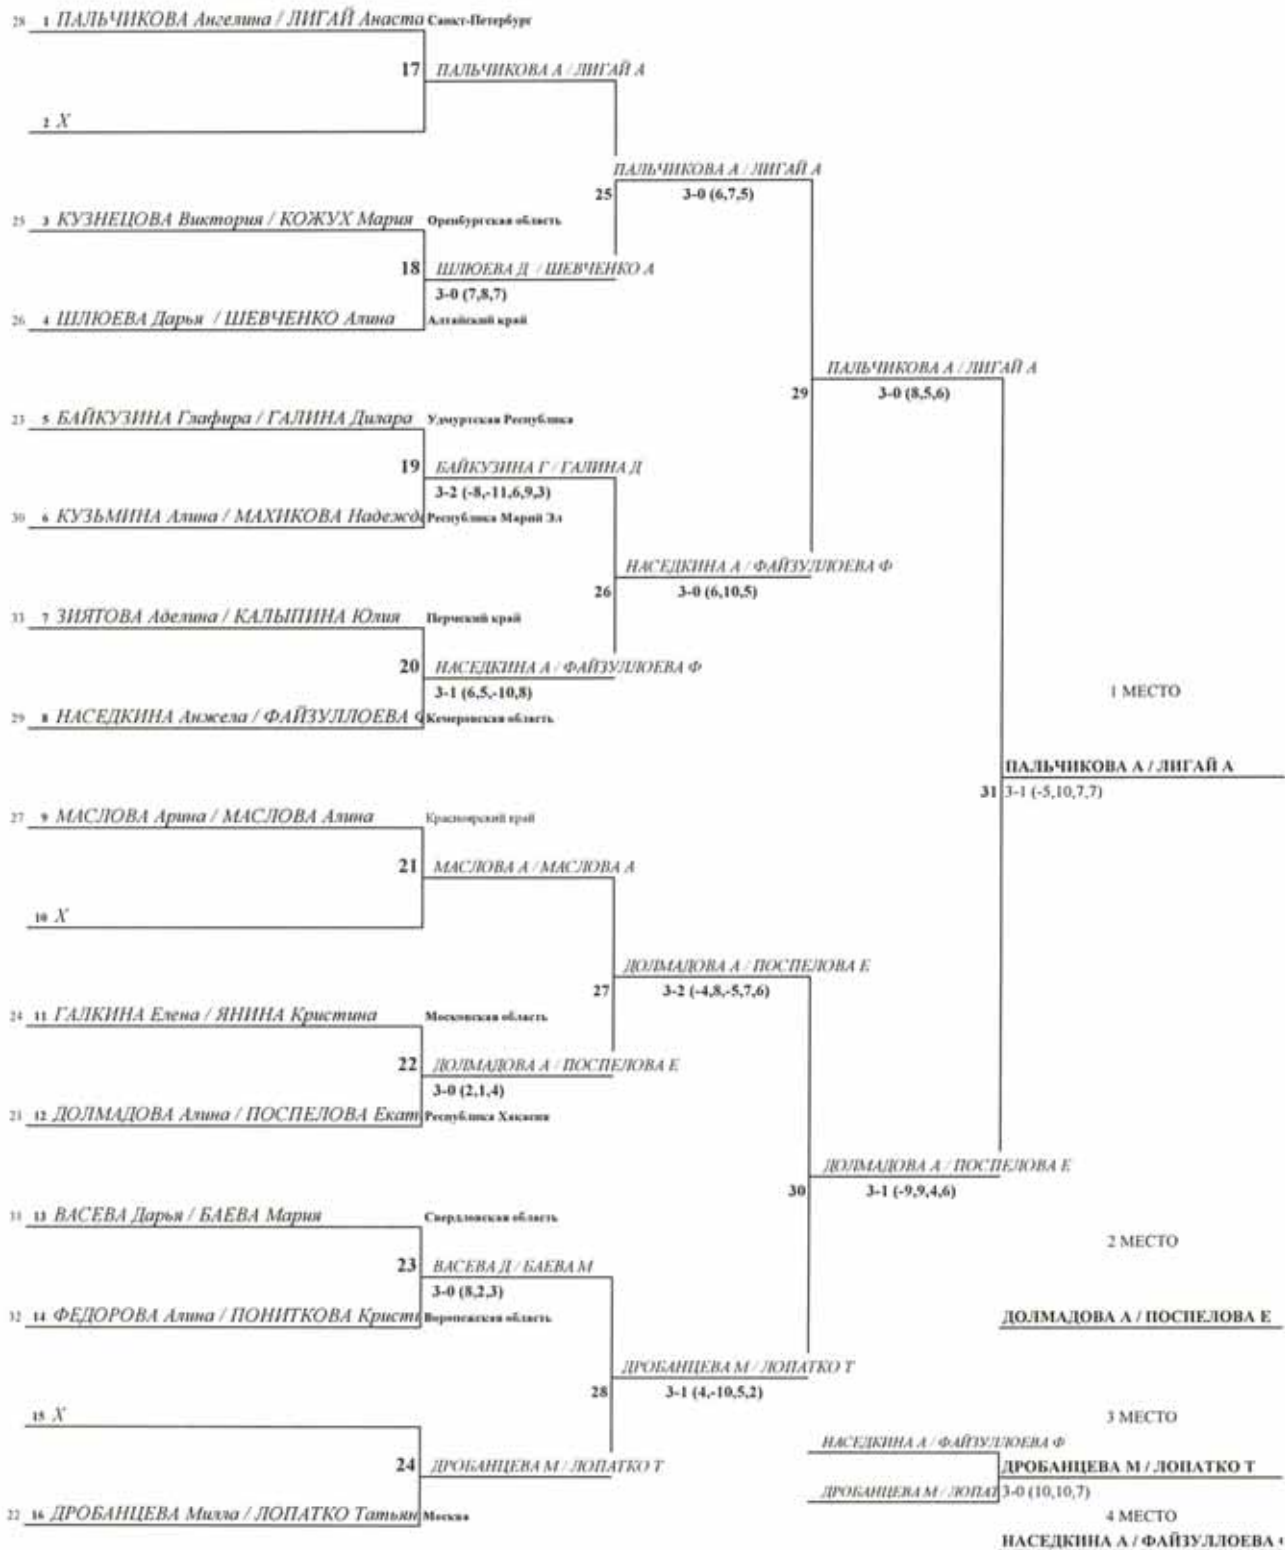 28 1 ПАЛЬЧИКОВА Ангелина / ЛИГАЙ Анаста Санкт-Петербург
17 ПАЛЬЧИКОВА А / ЛИГАЙ А
2 X
ПАЛЬЧИКОВА А / ЛИГАЙ А
25 3-0 (6,7,5)
25 3 КУЗНЕЦОВА Виктория / КОЖУХ Мария Оренбургская область
18 ШЛЮЕВА Д / ШЕВЧЕНКО А
3-0 (7,8,7)
26 4 ШЛЮЕВА Дарья / ШЕВЧЕНКО Алина Алтайский край
ПАЛЬЧИКОВА А / ЛИГАЙ А
29 3-0 (8,5,6)
23 5 БАЙКУЗИНА Глафира / ГАЛИНА Дилара Удмуртская Республика
19 БАЙКУЗИНА Г / ГАЛИНА Д
3-2 (-8,-11,6,9,3)
30 6 КУЗЬМИНА Алина / МАХИКОВА Надежд Республика Марий Эл
НАСЕДКИНА А / ФАЙЗУЛЛОЕВА Ф
26 3-0 (6,10,5)
33 7 ЗИЯТОВА Аделина / КАЛЬПИНА Юлия Пермский край
20 НАСЕДКИНА А / ФАЙЗУЛЛОЕВА Ф
3-1 (6,5,-10,8)
1 МЕСТО
29 8 НАСЕДКИНА Анжела / ФАЙЗУЛЛОЕВА Кемеровская область
ПАЛЬЧИКОВА А / ЛИГАЙ А
31 3-1 (-5,10,7,7)
27 9 МАСЛОВА Арина / МАСЛОВА Алина Красноярский край
21 МАСЛОВА А / МАСЛОВА А
10 X
ДОЛМАДОВА А / ПОСПЕЛОВА Е
27 3-2 (-4,8,-5,7,6)
24 11 ГАЛКИНА Елена / ЯНИНА Кристина Московская область
22 ДОЛМАДОВА А / ПОСПЕЛОВА Е
3-0 (2,1,4)
21 12 ДОЛМАДОВА Алина / ПОСПЕЛОВА Екат Республика Хакасия
ДОЛМАДОВА А / ПОСПЕЛОВА Е
30 3-1 (-9,9,4,6)
31 13 ВАСЕВА Дарья / БАЕВА Мария Свердловская область
2 МЕСТО
23 ВАСЕВА Д / БАЕВА М
3-0 (8,2,3)
32 14 ФЕДОРОВА Алина / ПОНИТКОВА Крист Воронежская область
ДОЛМАДОВА А / ПОСПЕЛОВА Е
ДРОБАНЦЕВА М / ЛОПАТКО Т
28 3-1 (4,-10,5,2)
15 X
3 МЕСТО
НАСЕДКИНА А / ФАЙЗУЛЛОЕВА Ф
24 ДРОБАНЦЕВА М / ЛОПАТКО Т
ДРОБАНЦЕВА М / ЛОПАТКО Т
ДРОБАНЦЕВА М / ЛОПАТ 3-0 (10,10,7)
22 16 ДРОБАНЦЕВА Милла / ЛОПАТКО Татьян Москва
4 МЕСТО
НАСЕДКИНА А / ФАЙЗУЛЛОЕВА